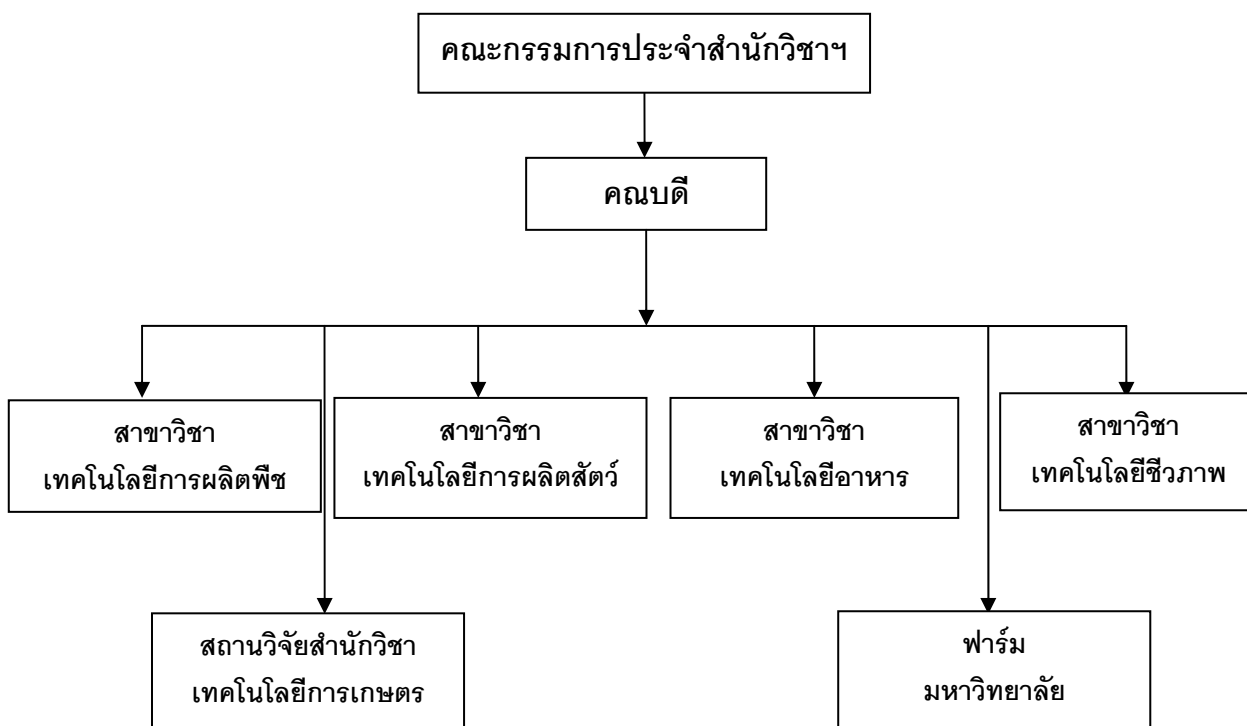 คณะกรรมการประจำสำนักวิชาฯ
คณบดี
สาขาวิชา
เทคโนโลยีการผลิตพืช
สาขาวิชา
เทคโนโลยีการผลิตสัตว์
สาขาวิชา
เทคโนโลยีอาหาร
สาขาวิชา
เทคโนโลยีชีวภาพ
สถานวิจัยสำนักวิชา
เทคโนโลยีการเกษตร
ฟาร์ม
มหาวิทยาลัย